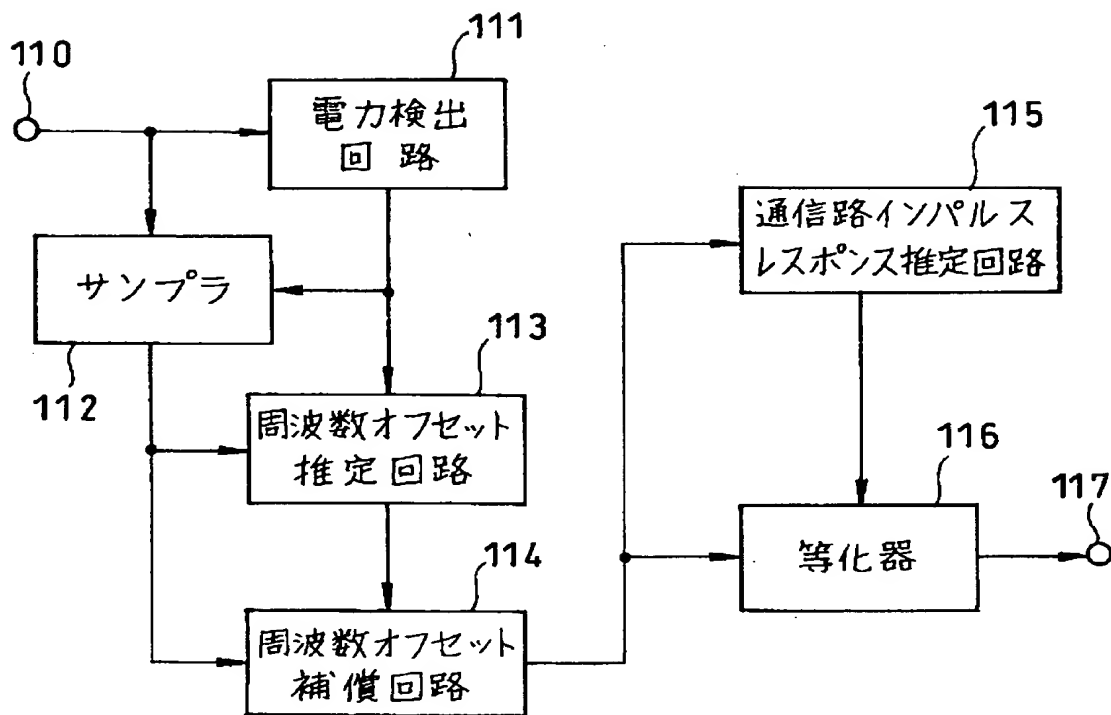 110
111
電力検出
回路
112
サンプラ
113
周波数オフセット
推定回路
114
周波数オフセット
補償回路
115
通信路インパルス
レスポンス推定回路
116
等化器
117